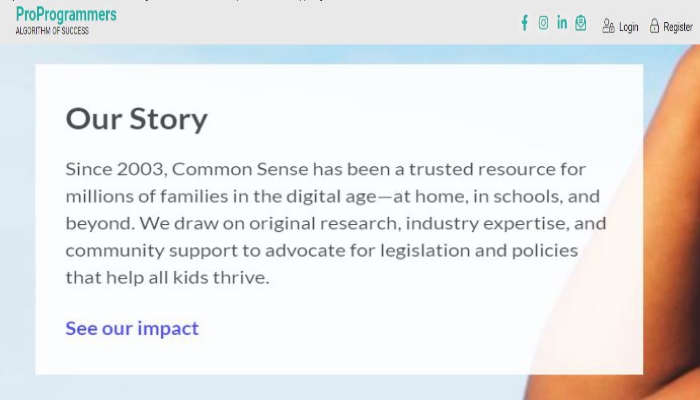 ProProgrammers
ALGORITHM OF SUCCESS
Login
Register
Our Story
Since 2003, Common Sense has been a trusted resource for
millions of families in the digital age—at home, in schools, and
beyond. We draw on original research, industry expertise, and
community support to advocate for legislation and policies
that help all kids thrive.
See our impact